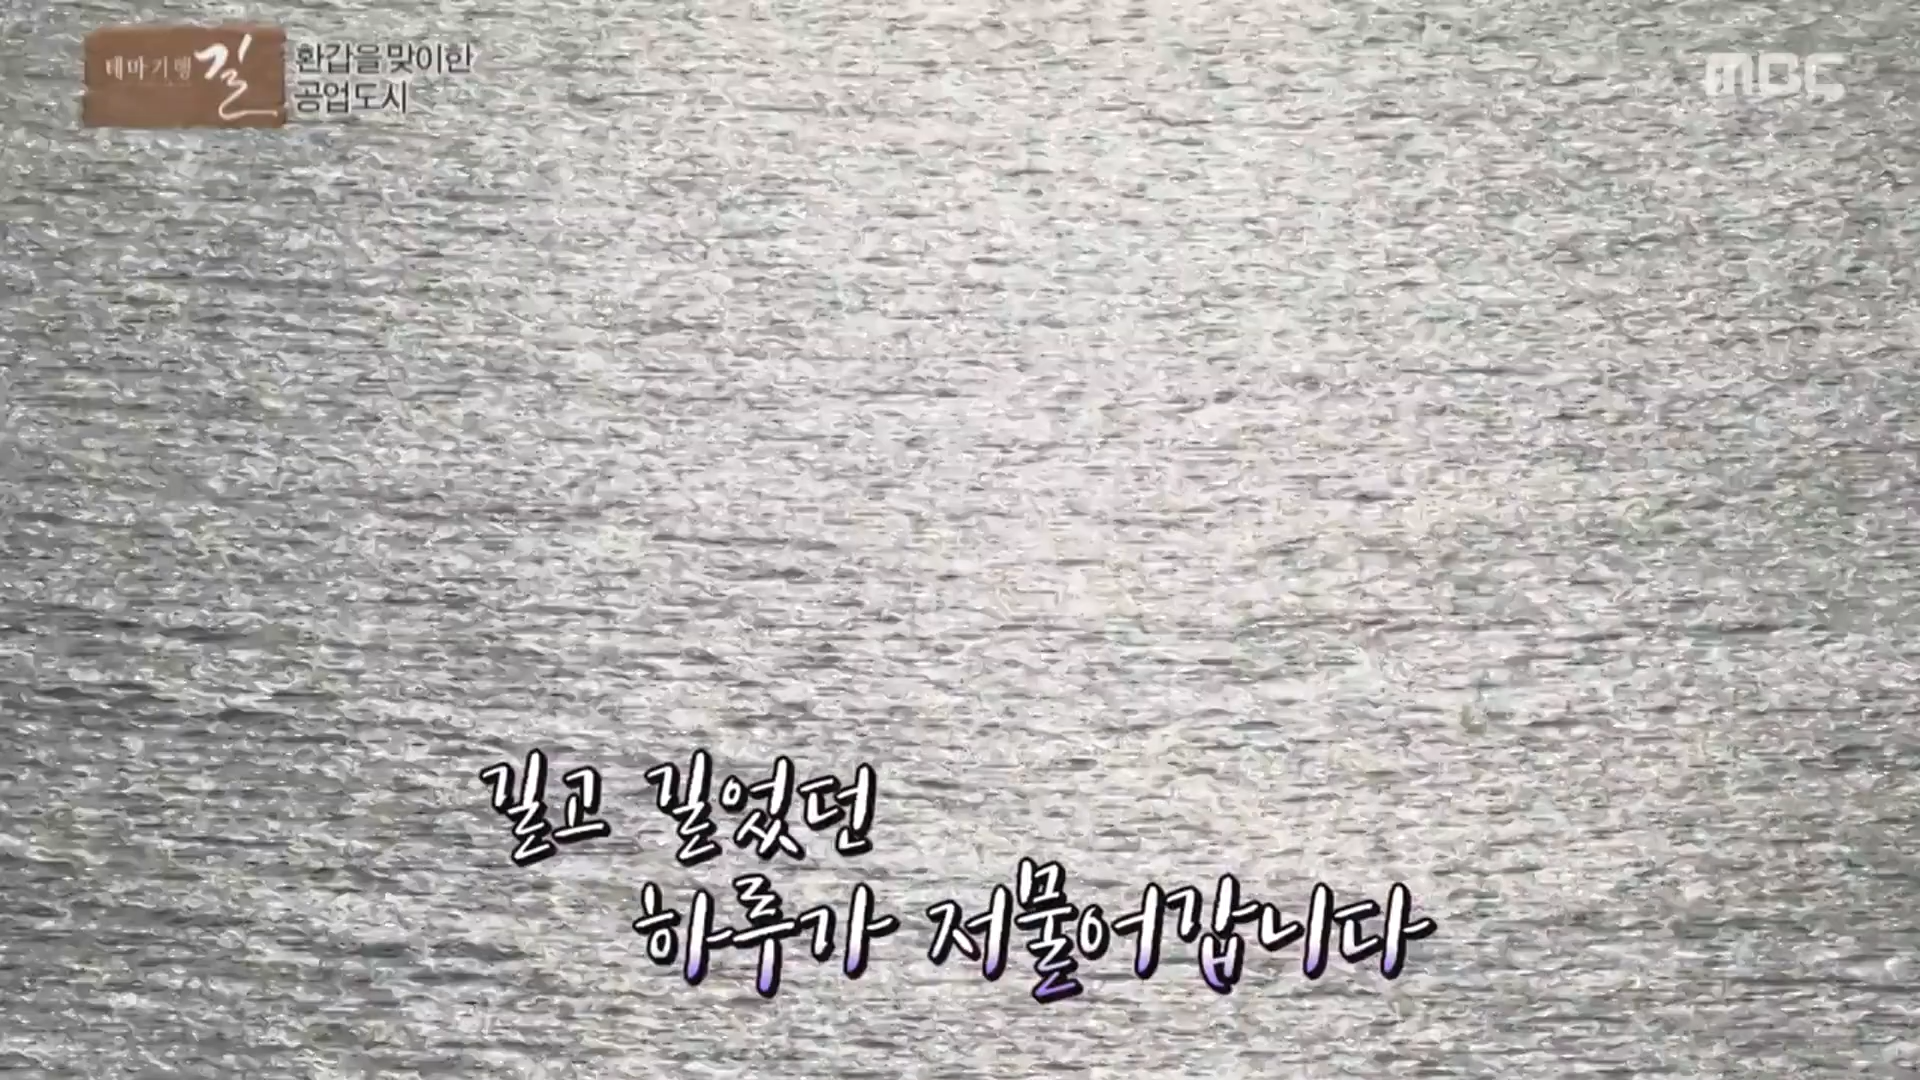 테마기행 길
환갑을 맞이한
공업도시
MBC
길고 길었던
하루가 저물어갑니다